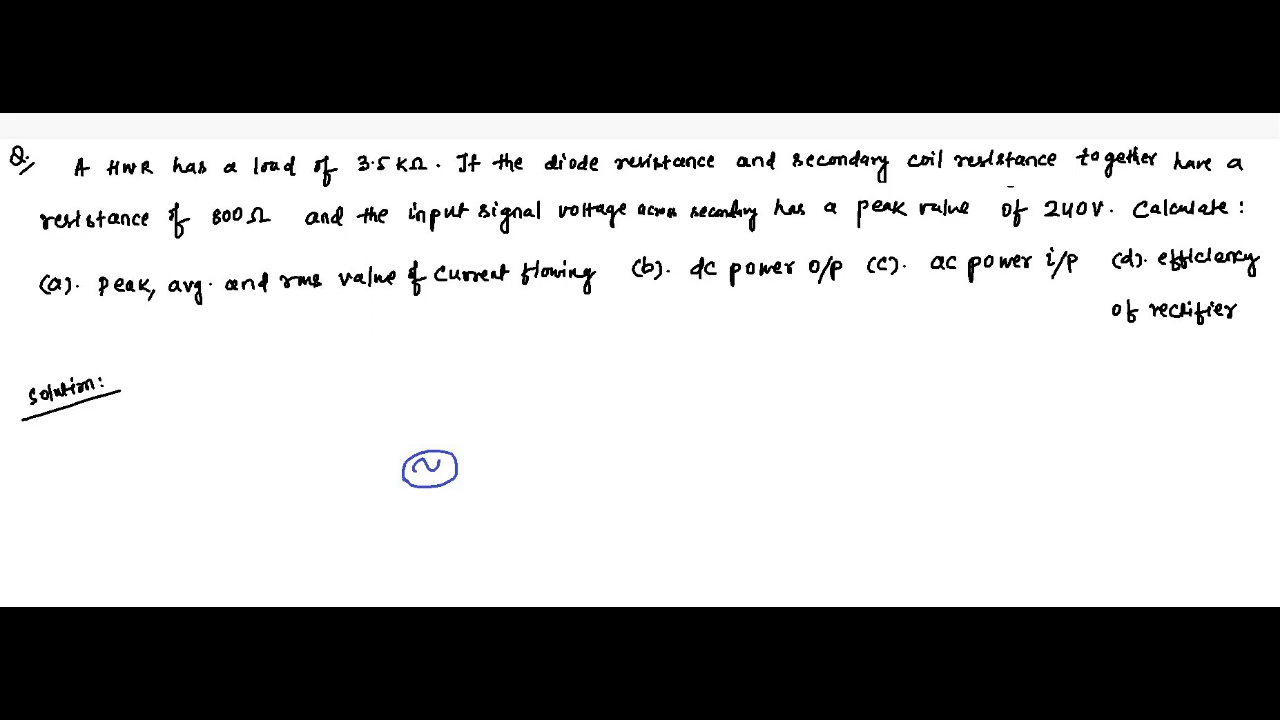 Q. A HWR has a load of 3.5 KΩ. If the diode resistance and secondary coil resistance together have a
resistance of 800Ω and the input signal voltage across secondary has a peak value of 240V. Calculate :
(a). Peak, avg. and rms value of current flowing (b). dc power o/p (c). ac power i/p (d). efficiency
of rectifier
Solution: